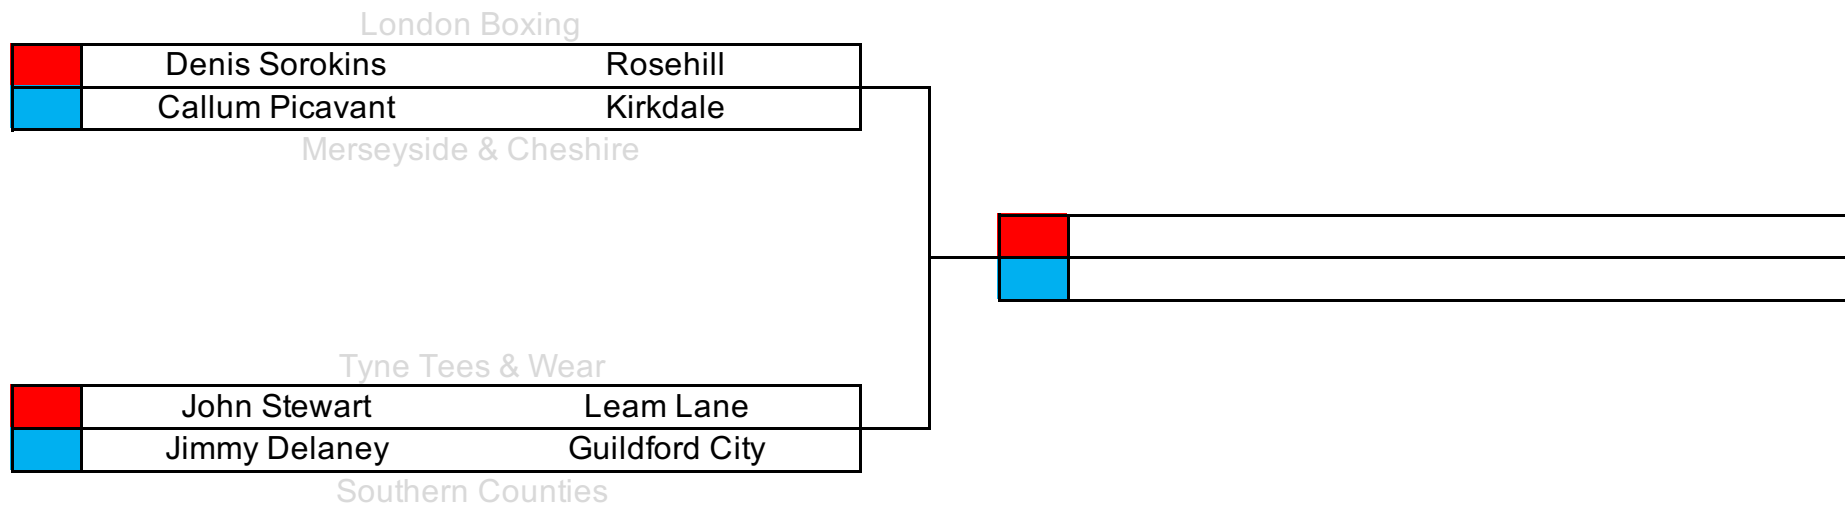 London Boxing
Denis Sorokins Rosehill
Callum Picavant Kirkdale
Merseyside & Cheshire
Tyne Tees & Wear
John Stewart Leam Lane
Jimmy Delaney Guildford City
Southern Counties